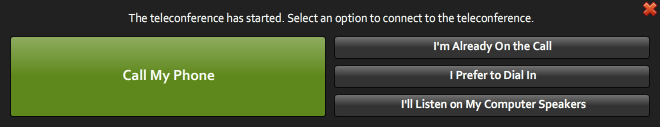 The teleconference has started. Select an option to connect to the teleconference.
Call My Phone
I'm Already On the Call
I Prefer to Dial In
I'll Listen on My Computer Speakers